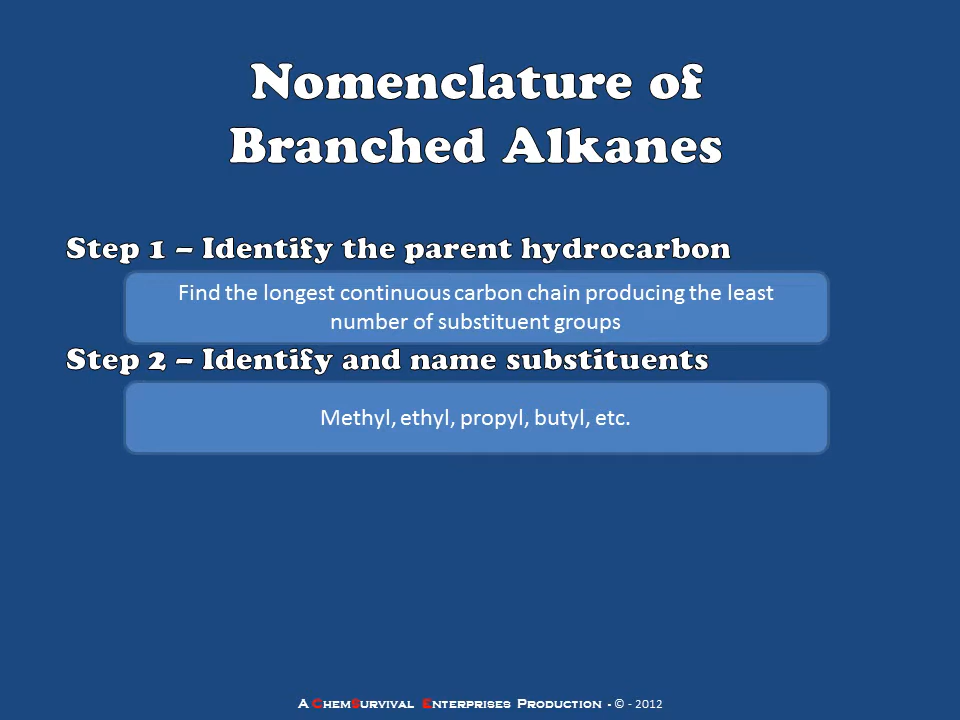 Nomenclature of
Branched Alkanes
Step 1 – Identify the parent hydrocarbon
Find the longest continuous carbon chain producing the least
number of substituent groups
Step 2 – Identify and name substituents
Methyl, ethyl, propyl, butyl, etc.
A ChemSurvival Enterprises Production - © - 2012